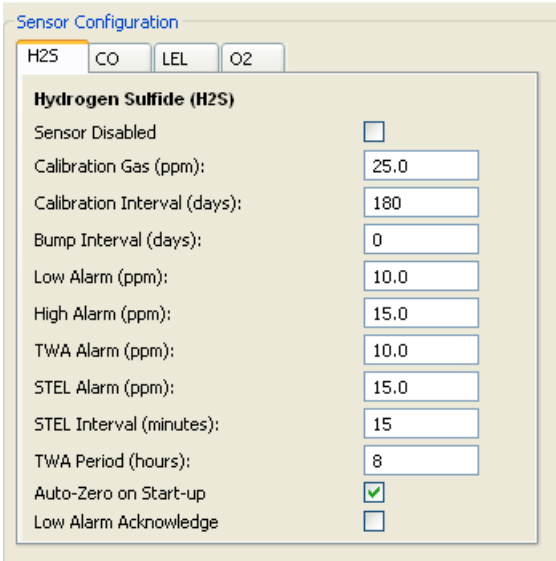 Sensor Configuration
H2S CO LEL O2
Hydrogen Sulfide (H2S)
Sensor Disabled
Calibration Gas (ppm): 25.0
Calibration Interval (days): 180
Bump Interval (days): 0
Low Alarm (ppm): 10.0
High Alarm (ppm): 15.0
TWA Alarm (ppm): 10.0
STEL Alarm (ppm): 15.0
STEL Interval (minutes): 15
TWA Period (hours): 8
Auto-Zero on Start-up
Low Alarm Acknowledge